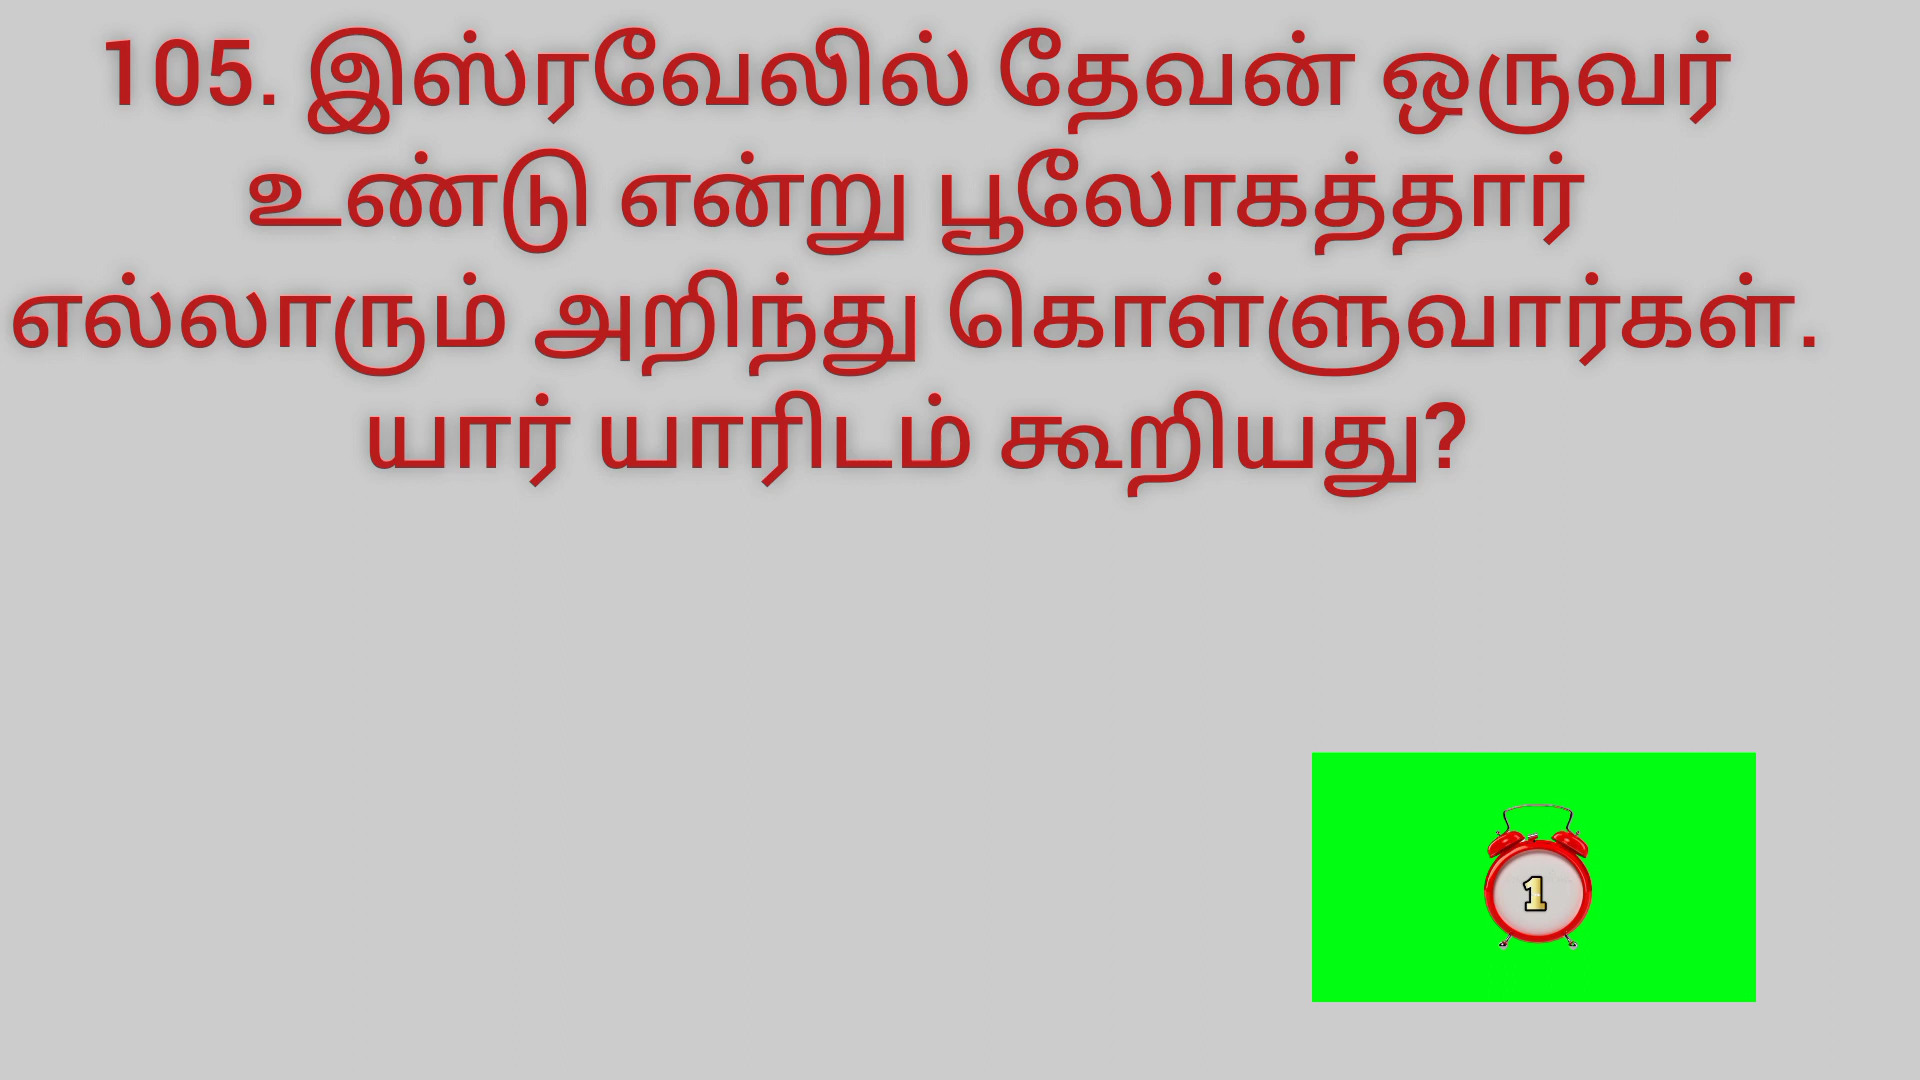 105. இஸ்ரவேலில் தேவன் ஒருவர்
உண்டு என்று பூலோகத்தார்
எல்லாரும் அறிந்து கொள்ளுவார்கள்.
யார் யாரிடம் கூறியது?
1